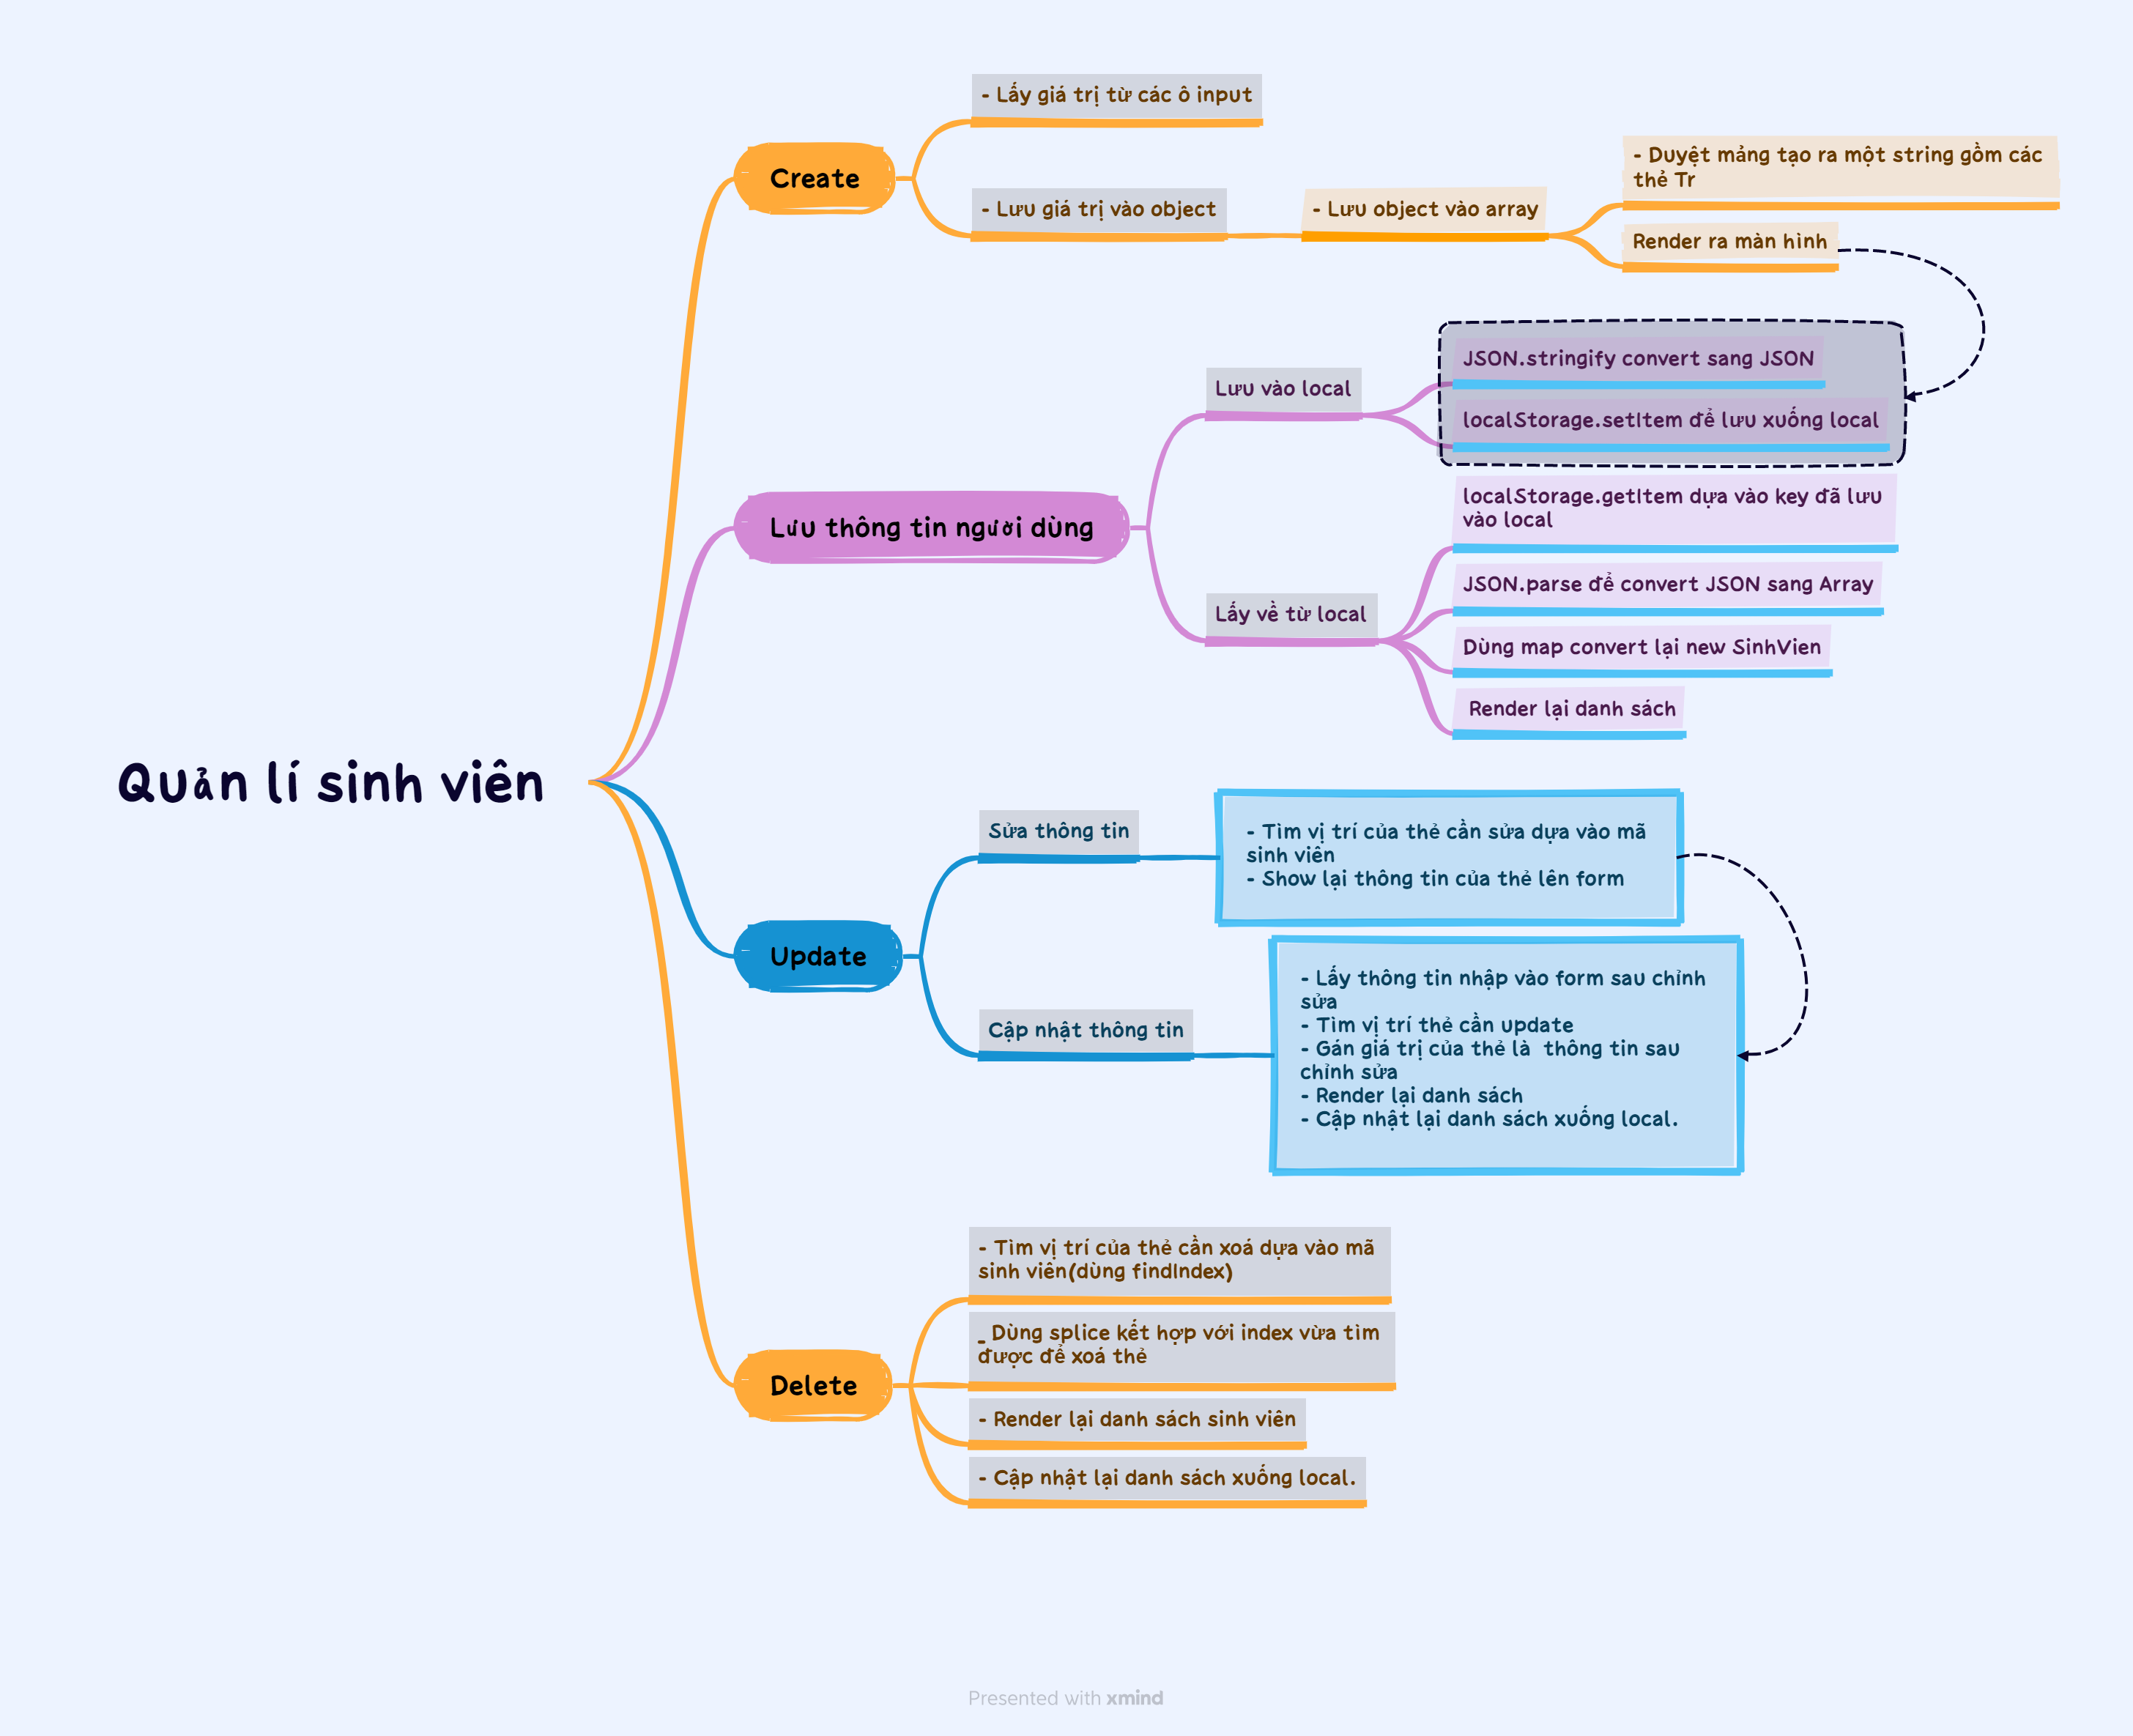 - Lấy giá trị từ các ô input
Create
- Lưu giá trị vào object
- Lưu object vào array
- Duyệt mảng tạo ra một string gồm các
thẻ Tr
Render ra màn hình
Lưu thông tin người dùng
Lưu vào local
JSON.stringify convert sang JSON
localStorage.setItem để lưu xuống local
Lấy về từ local
localStorage.getItem dựa vào key đã lưu
vào local
JSON.parse để convert JSON sang Array
Dùng map convert lại new SinhVien
Render lại danh sách
Quản lí sinh viên
Update
Sửa thông tin
- Tìm vị trí của thẻ cần sửa dựa vào mã
sinh viên
- Show lại thông tin của thẻ lên form
Cập nhật thông tin
- Lấy thông tin nhập vào form sau chỉnh
sửa
- Tìm vị trí thẻ cần update
- Gán giá trị của thẻ là  thông tin sau
chỉnh sửa
- Render lại danh sách
- Cập nhật lại danh sách xuống local.
Delete
- Tìm vị trí của thẻ cần xoá dựa vào mã
sinh viên(dùng findIndex)
_ Dùng splice kết hợp với index vừa tìm
được để xoá thẻ
- Render lại danh sách sinh viên
- Cập nhật lại danh sách xuống local.
Presented with xmind